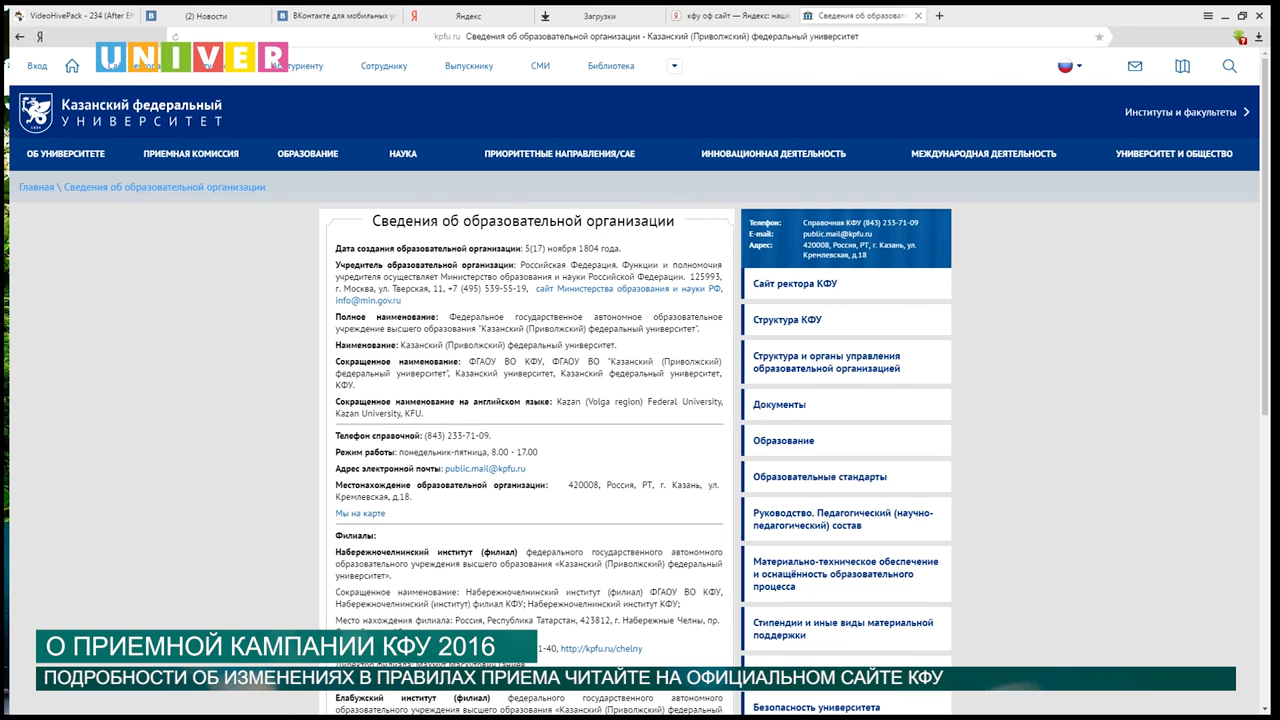 VideoHivePack - 234 (After Ef
(2) Новости
ВКонтакте для мобильных ус
Яндекс
Загрузки
кфу оф сайт — Яндекс: наше
Сведения об образоват
kpfu.ru Сведения об образовательной организации - Казанский (Приволжский) федеральный университет
UNIVER
Вход
Сотруднику
Выпускнику
СМИ
Библиотека
Казанский федеральный
УНИВЕРСИТЕТ
1804
Институты и факультеты
ОБ УНИВЕРСИТЕТЕ
ПРИЕМНАЯ КОМИССИЯ
ОБРАЗОВАНИЕ
НАУКА
ПРИОРИТЕТНЫЕ НАПРАВЛЕНИЯ/САЕ
ИННОВАЦИОННАЯ ДЕЯТЕЛЬНОСТЬ
МЕЖДУНАРОДНАЯ ДЕЯТЕЛЬНОСТЬ
УНИВЕРСИТЕТ И ОБЩЕСТВО
Главная \ Сведения об образовательной организации
Сведения об образовательной организации
Дата создания образовательной организации: 5(17) ноября 1804 года.
Учредитель образовательной организации: Российская Федерация. Функции и полномочия
учредителя осуществляет Министерство образования и науки Российской Федерации. 125993,
г. Москва, ул. Тверская, 11, +7 (495) 539-55-19, сайт Министерства образования и науки РФ,
info@min.gov.ru
Полное наименование: Федеральное государственное автономное образовательное
учреждение высшего образования "Казанский (Приволжский) федеральный университет".
Наименование: Казанский (Приволжский) федеральный университет.
Сокращенное наименование: ФГАОУ ВО КФУ, ФГАОУ ВО "Казанский (Приволжский)
федеральный университет", Казанский университет, Казанский федеральный университет,
КФУ.
Сокращенное наименование на английском языке: Kazan (Volga region) Federal University,
Kazan University, KFU.
Телефон справочной: (843) 233-71-09.
Режим работы: понедельник-пятница, 8.00 - 17.00
Адрес электронной почты: public.mail@kpfu.ru
Местонахождение образовательной организации: 420008, Россия, РТ, г. Казань, ул.
Кремлевская, д.18.
Мы на карте
Филиалы:
Набережночелнинский институт (филиал) федерального государственного автономного
образовательного учреждения высшего образования «Казанский (Приволжский) федеральный
университет».
Сокращенное наименование: Набережночелнинский институт (филиал) ФГАОУ ВО КФУ,
Набережночелнинский (институт) филиал КФУ; Набережночелнинский институт КФУ;
Место нахождения филиала: Россия, Республика Татарстан, 423812, г. Набережные Челны, пр.
1-40, http://kpfu.ru/chelny
Елабужский институт (филиал) федерального государственного автономного
образовательного учреждения высшего образования «Казанский (Приволжский) федеральный
Телефон: Справочная КФУ (843) 233-71-09
E-mail: public.mail@kpfu.ru
Адрес: 420008, Россия, РТ, г. Казань, ул.
Кремлевская, д.18
Сайт ректора КФУ
Структура КФУ
Структура и органы управления
образовательной организацией
Документы
Образование
Образовательные стандарты
Руководство. Педагогический (научно-
педагогический) состав
Материально-техническое обеспечение
и оснащённость образовательного
процесса
Стипендии и иные виды материальной
поддержки
Безопасность университета
О ПРИЕМНОЙ КАМПАНИИ КФУ 2016
ПОДРОБНОСТИ ОБ ИЗМЕНЕНИЯХ В ПРАВИЛАХ ПРИЕМА ЧИТАЙТЕ НА ОФИЦИАЛЬНОМ САЙТЕ КФУ